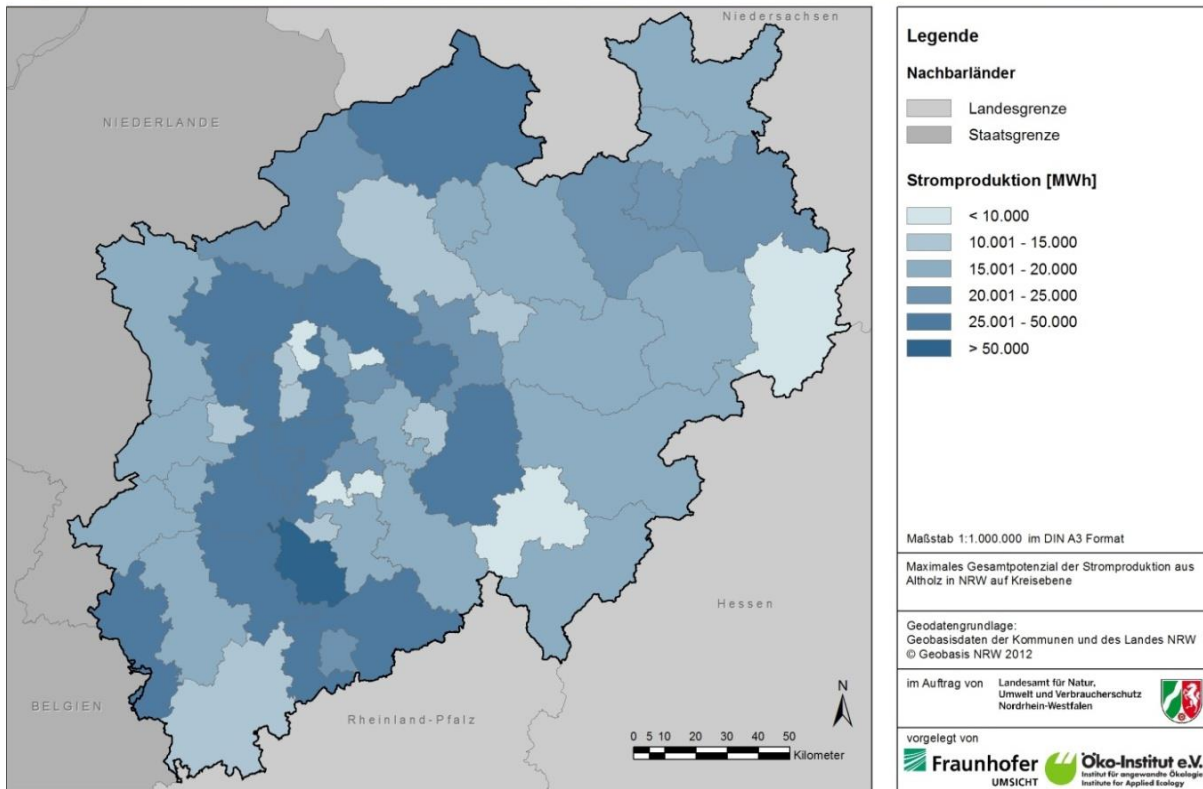 Niedersachsen
NIEDERLANDE
Hessen
BELGIEN
Rheinland-Pfalz
N
0 5 10 20 30 40 50
Kilometer
Legende
Nachbarländer
Landesgrenze
Staatsgrenze
Stromproduktion [MWh]
< 10.000
10.001 - 15.000
15.001 - 20.000
20.001 - 25.000
25.001 - 50.000
> 50.000
Maßstab 1:1.000.000 im DIN A3 Format
Maximales Gesamtpotenzial der Stromproduktion aus
Altholz in NRW auf Kreisebene
Geodatengrundlage:
Geobasisdaten der Kommunen und des Landes NRW
© Geobasis NRW 2012
im Auftrag von
Landesamt für Natur,
Umwelt und Verbraucherschutz
Nordrhein-Westfalen
vorgelegt von
Fraunhofer
UMSICHT
Öko-Institut e.V.
Institut für angewandte Ökologie
Institute for Applied Ecology